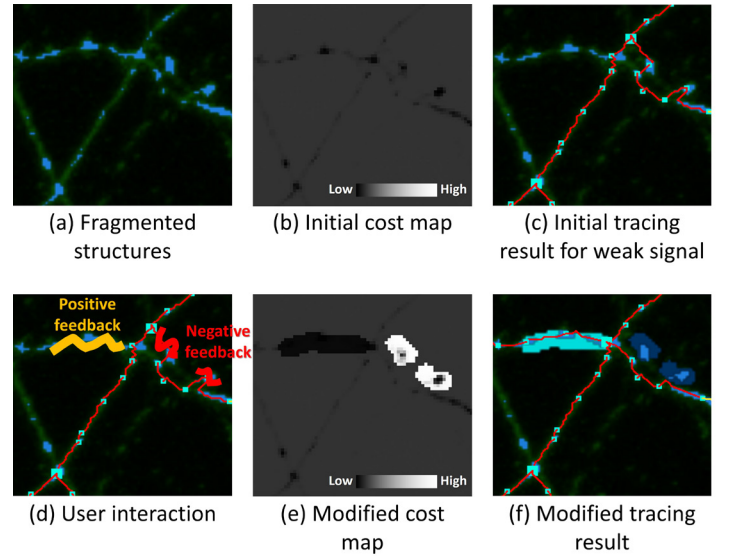 Low High
(a) Fragmented
structures
(b) Initial cost map
(c) Initial tracing
result for weak signal
Positive
feedback
Negative
feedback
Low High
(d) User interaction
(e) Modified cost
map
(f) Modified tracing
result